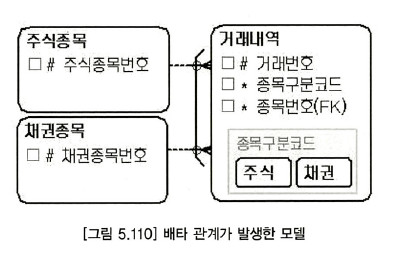 주식종목
□ # 주식종목번호
채권종목
□ # 채권종목번호
거래내역
□ # 거래번호
□ * 종목구분코드
□ * 종목번호(FK)
종목구분코드
주식 채권
[그림 5.110] 배타 관계가 발생한 모델